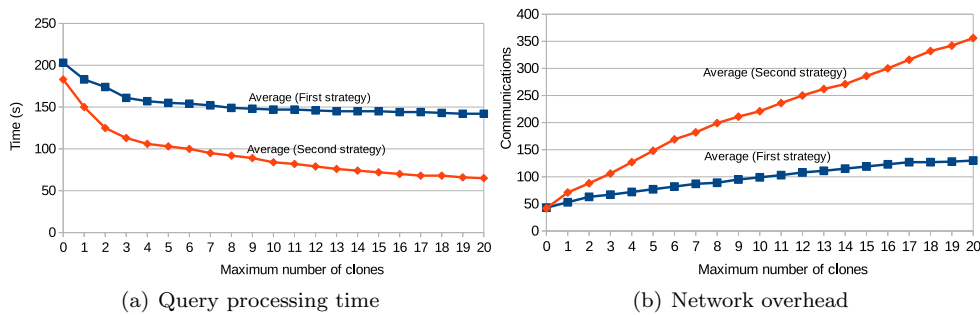 250
200
150
100
50
0
Time (s)
Average (First strategy)
Average (Second strategy)
0 1 2 3 4 5 6 7 8 9 10 11 12 13 14 15 16 17 18 19 20
Maximum number of clones
(a) Query processing time
400
350
300
250
200
150
100
50
0
Communications
Average (Second strategy)
Average (First strategy)
0 1 2 3 4 5 6 7 8 9 10 11 12 13 14 15 16 17 18 19 20
Maximum number of clones
(b) Network overhead